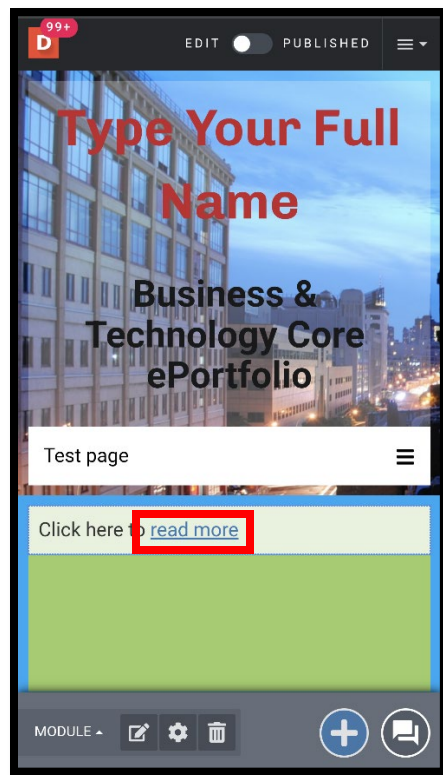 99+
D
EDIT PUBLISHED
Type Your Full
Name
Business &
Technology Core
ePortfolio
Test page
Click here to read more
MODULE